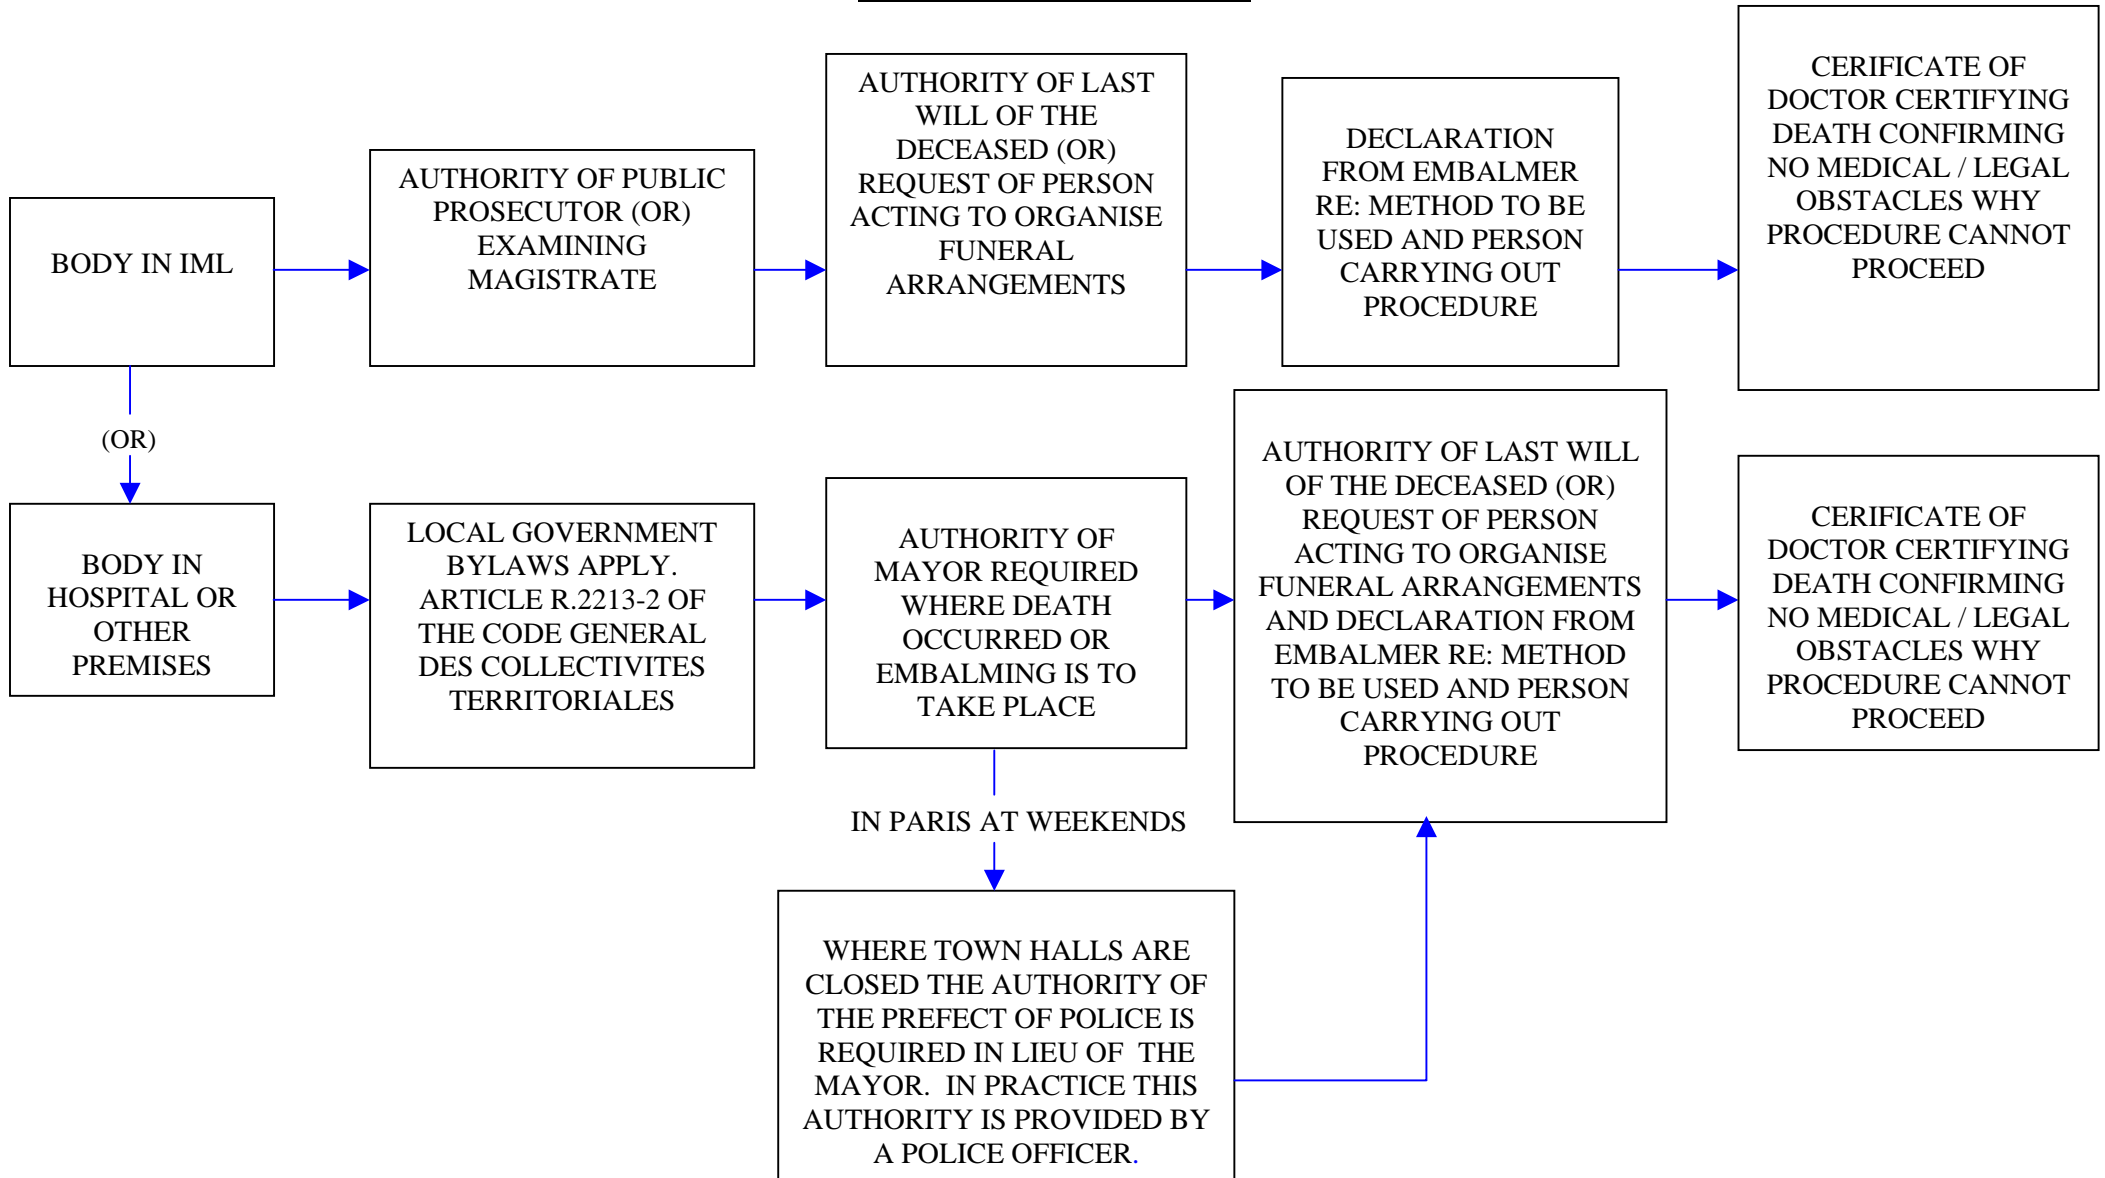 BODY IN IML
AUTHORITY OF PUBLIC
PROSECUTOR (OR)
EXAMINING
MAGISTRATE
AUTHORITY OF LAST
WILL OF THE
DECEASED (OR)
REQUEST OF PERSON
ACTING TO ORGANISE
FUNERAL
ARRANGEMENTS
DECLARATION
FROM EMBALMER
RE: METHOD TO BE
USED AND PERSON
CARRYING OUT
PROCEDURE
CERIFICATE OF
DOCTOR CERTIFYING
DEATH CONFIRMING
NO MEDICAL / LEGAL
OBSTACLES WHY
PROCEDURE CANNOT
PROCEED
(OR)
BODY IN
HOSPITAL OR
OTHER
PREMISES
LOCAL GOVERNMENT
BYLAWS APPLY.
ARTICLE R.2213-2 OF
THE CODE GENERAL
DES COLLECTIVITES
TERRITORIALES
AUTHORITY OF
MAYOR REQUIRED
WHERE DEATH
OCCURRED OR
EMBALMING IS TO
TAKE PLACE
AUTHORITY OF LAST WILL
OF THE DECEASED (OR)
REQUEST OF PERSON
ACTING TO ORGANISE
FUNERAL ARRANGEMENTS
AND DECLARATION FROM
EMBALMER RE: METHOD
TO BE USED AND PERSON
CARRYING OUT
PROCEDURE
CERIFICATE OF
DOCTOR CERTIFYING
DEATH CONFIRMING
NO MEDICAL / LEGAL
OBSTACLES WHY
PROCEDURE CANNOT
PROCEED
IN PARIS AT WEEKENDS
WHERE TOWN HALLS ARE
CLOSED THE AUTHORITY OF
THE PREFECT OF POLICE IS
REQUIRED IN LIEU OF THE
MAYOR. IN PRACTICE THIS
AUTHORITY IS PROVIDED BY
A POLICE OFFICER.